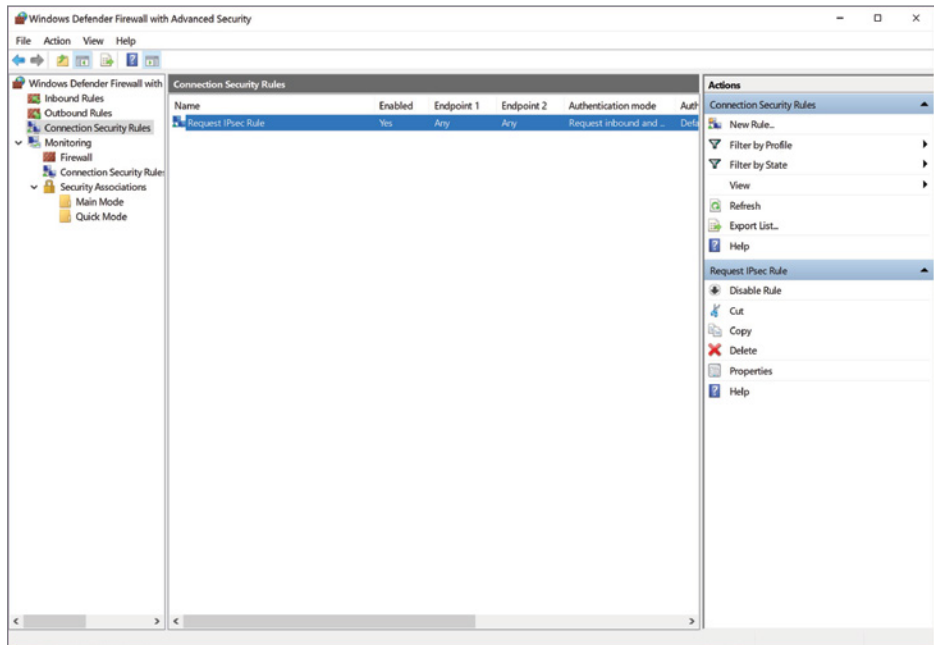 Windows Defender Firewall with Advanced Security
File Action View Help
Windows Defender Firewall with
Inbound Rules
Outbound Rules
Connection Security Rules
Monitoring
Firewall
Connection Security Rules
Security Associations
Main Mode
Quick Mode
Connection Security Rules
Name Enabled Endpoint 1 Endpoint 2 Authentication mode Auth
Request IPsec Rule Yes Any Any Request inbound and ... Defa
Actions
Connection Security Rules
New Rule...
Filter by Profile
Filter by State
View
Refresh
Export List...
Help
Request IPsec Rule
Disable Rule
Cut
Copy
Delete
Properties
Help